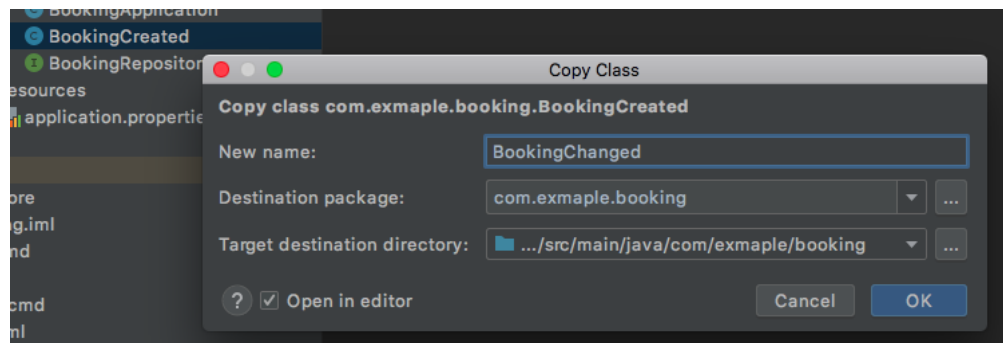 BookingApplication
BookingCreated
BookingRepositor
esources
application.propertie
ore
g.iml
nd
cmd
ml
Copy Class
Copy class com.exmaple.booking.BookingCreated
New name: BookingChanged
Destination package: com.exmaple.booking ...
Target destination directory: .../src/main/java/com/exmaple/booking ...
? Open in editor Cancel OK